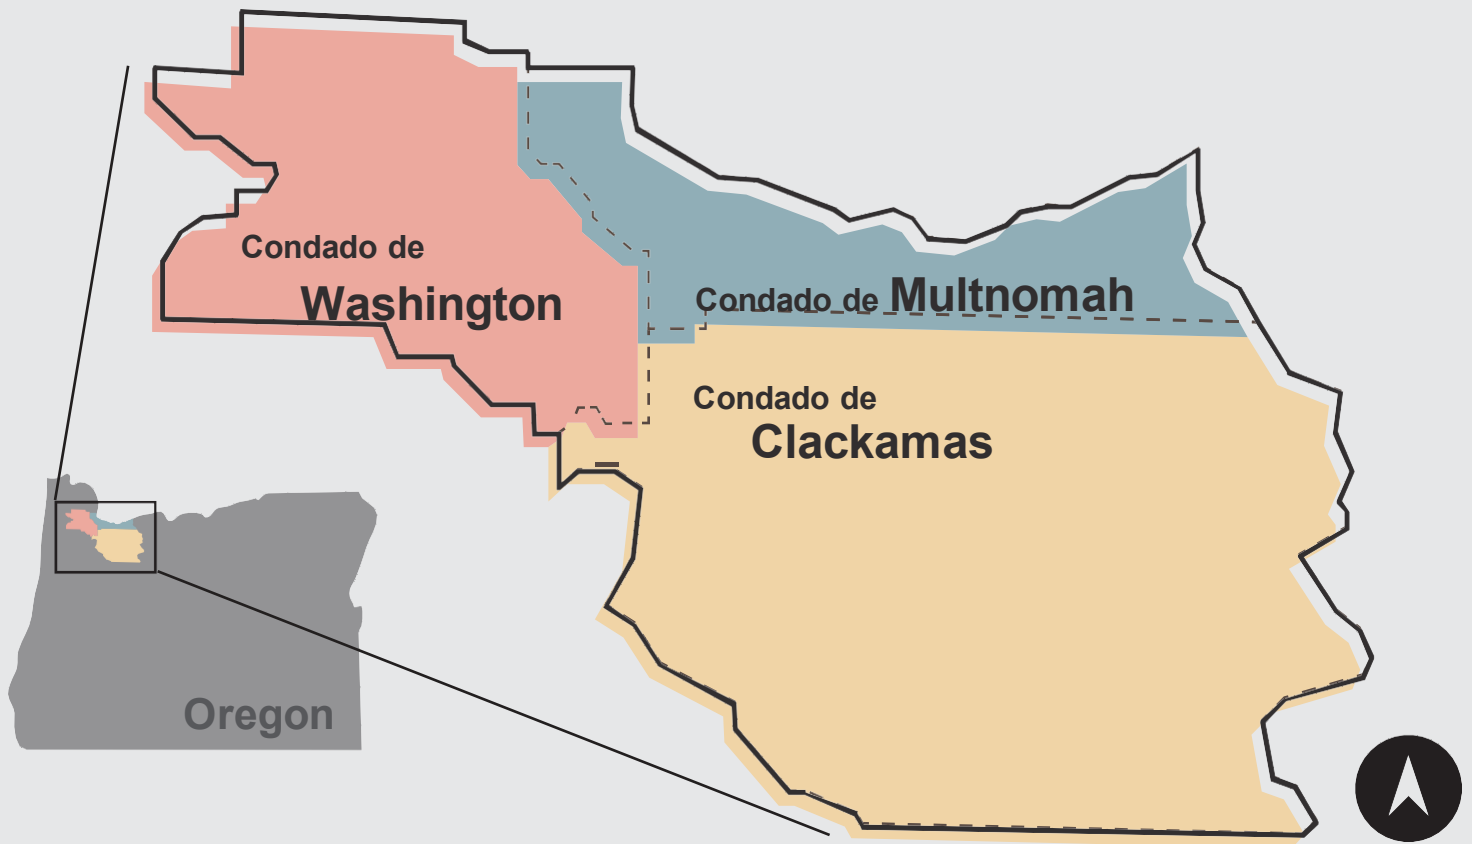 Condado de
Washington
Condado de Multnomah
Condado de
Clackamas
Oregon